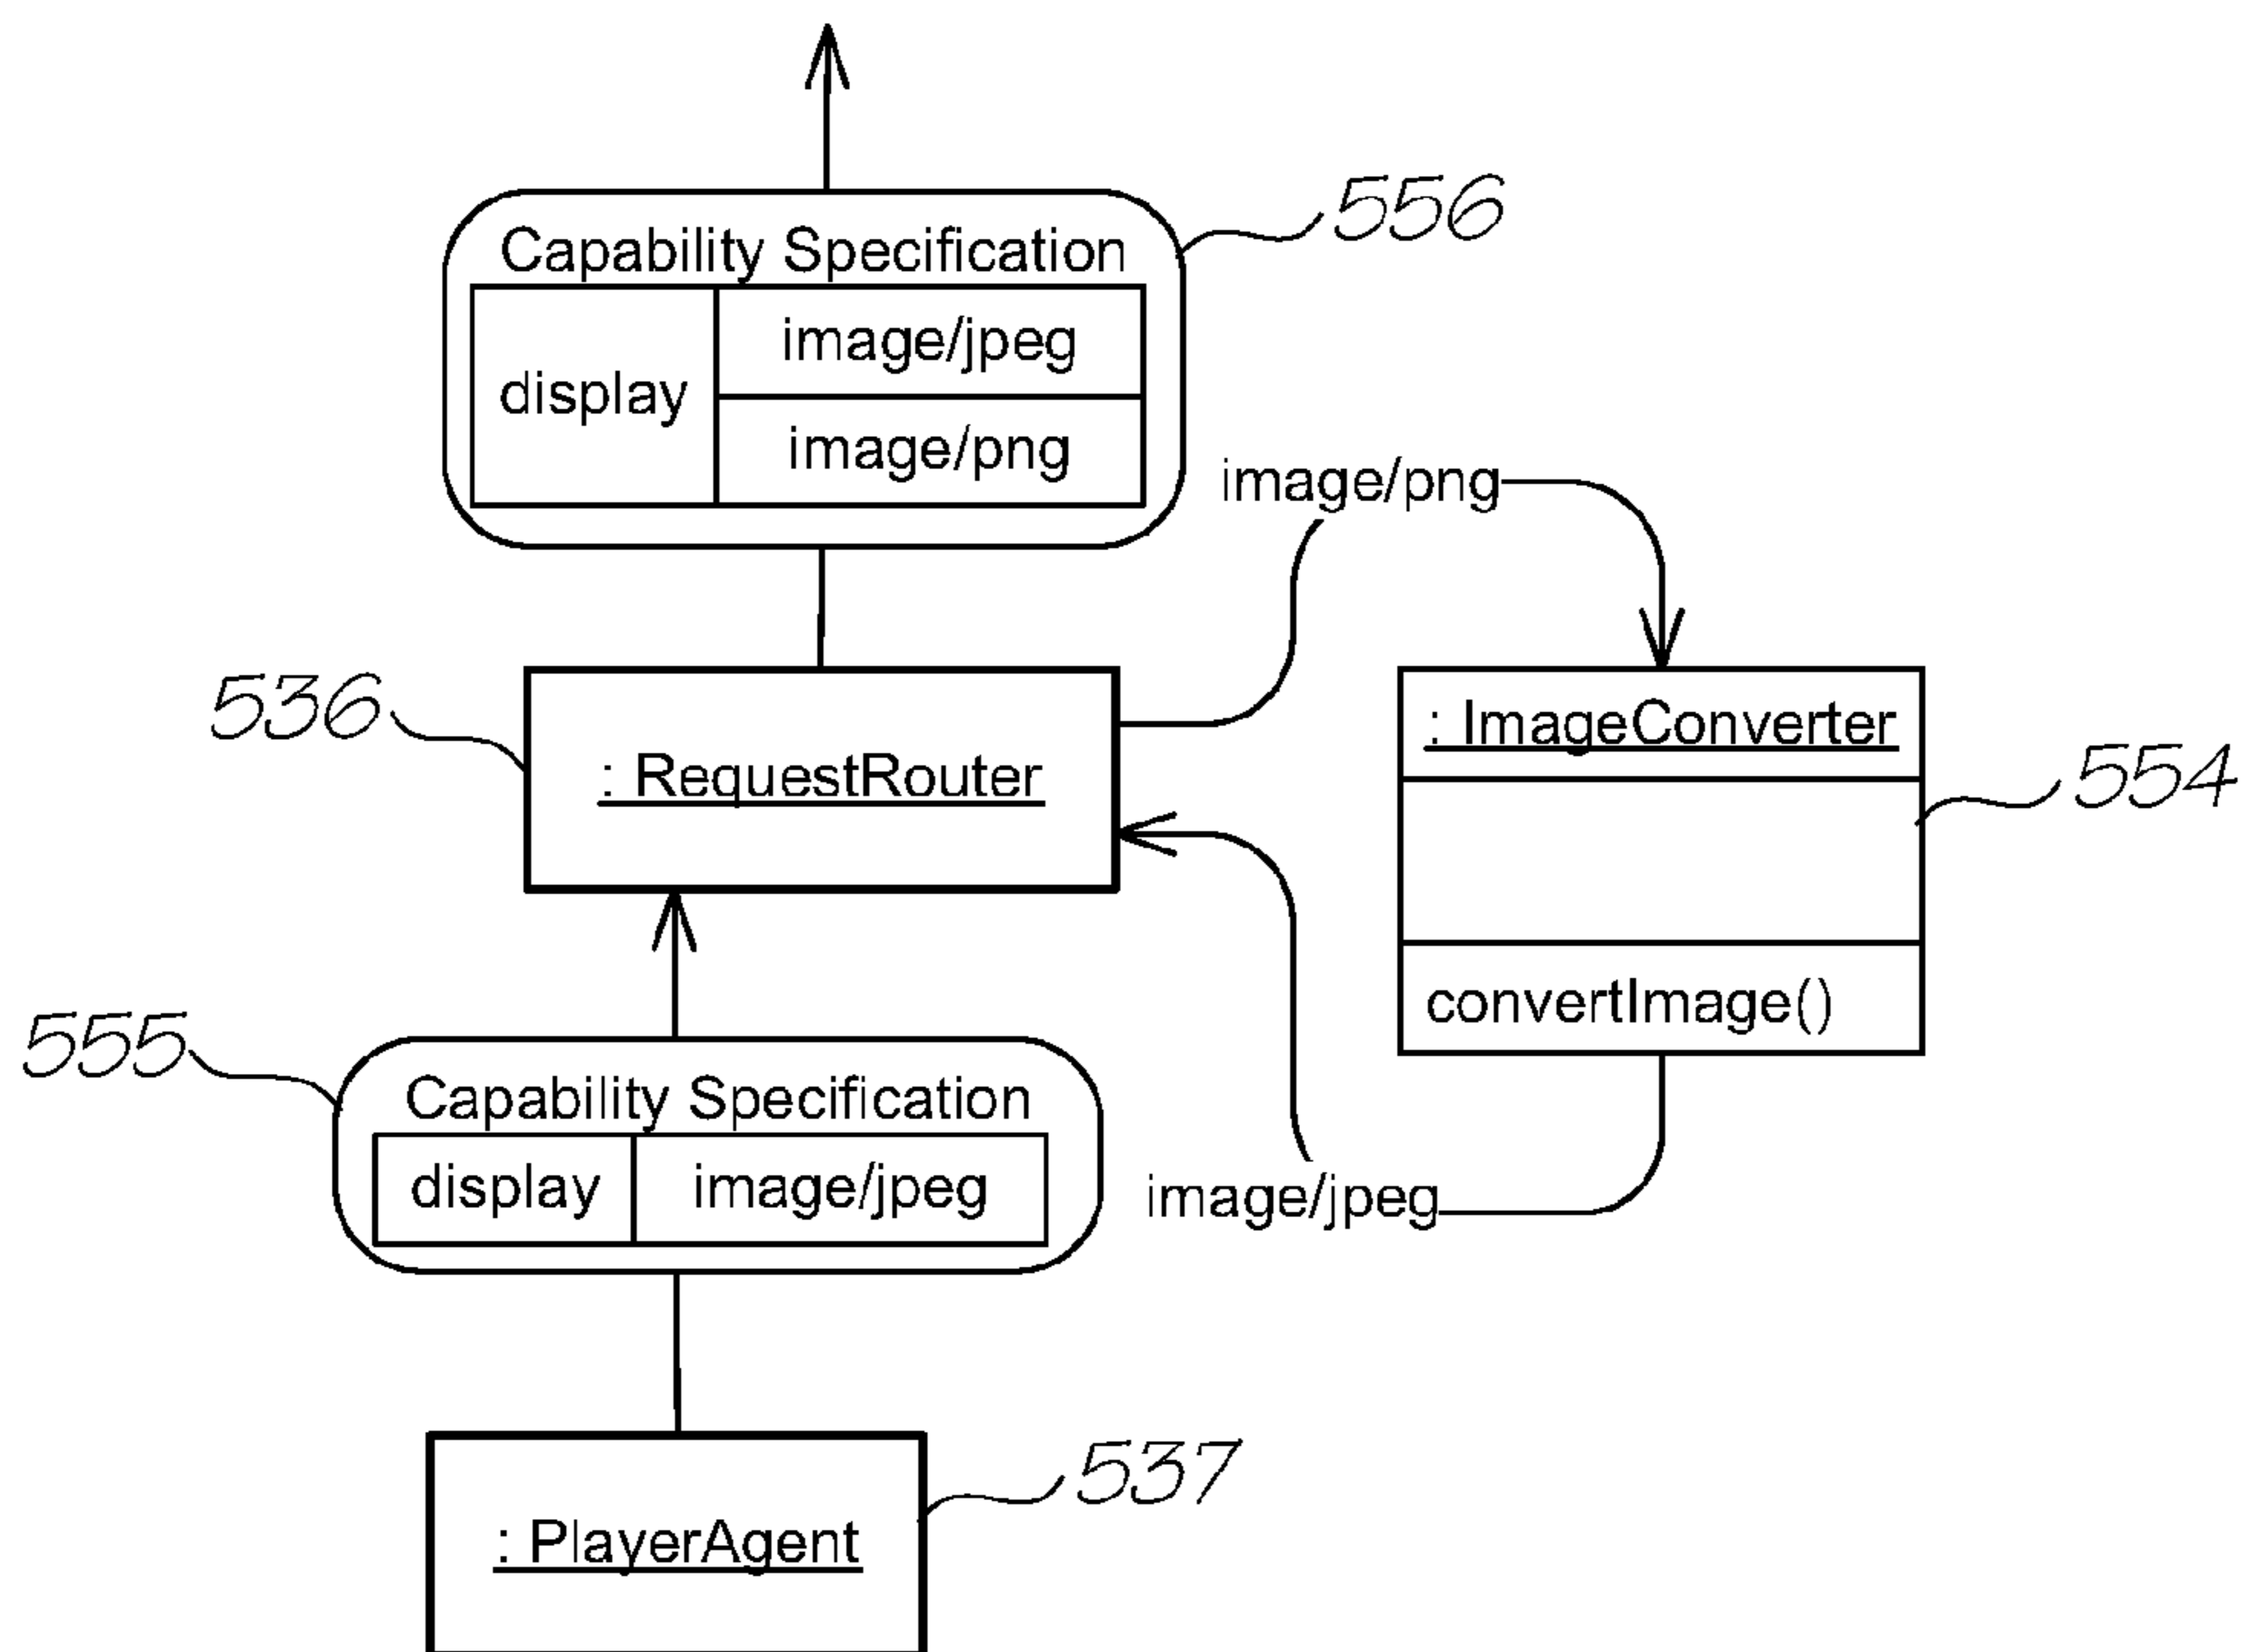 556
Capability Specification
image/jpeg
display
image/png
image/png
536
: RequestRouter
: ImageConverter
554
convertImage()
555
Capability Specification
display image/jpeg
image/jpeg
537
: PlayerAgent